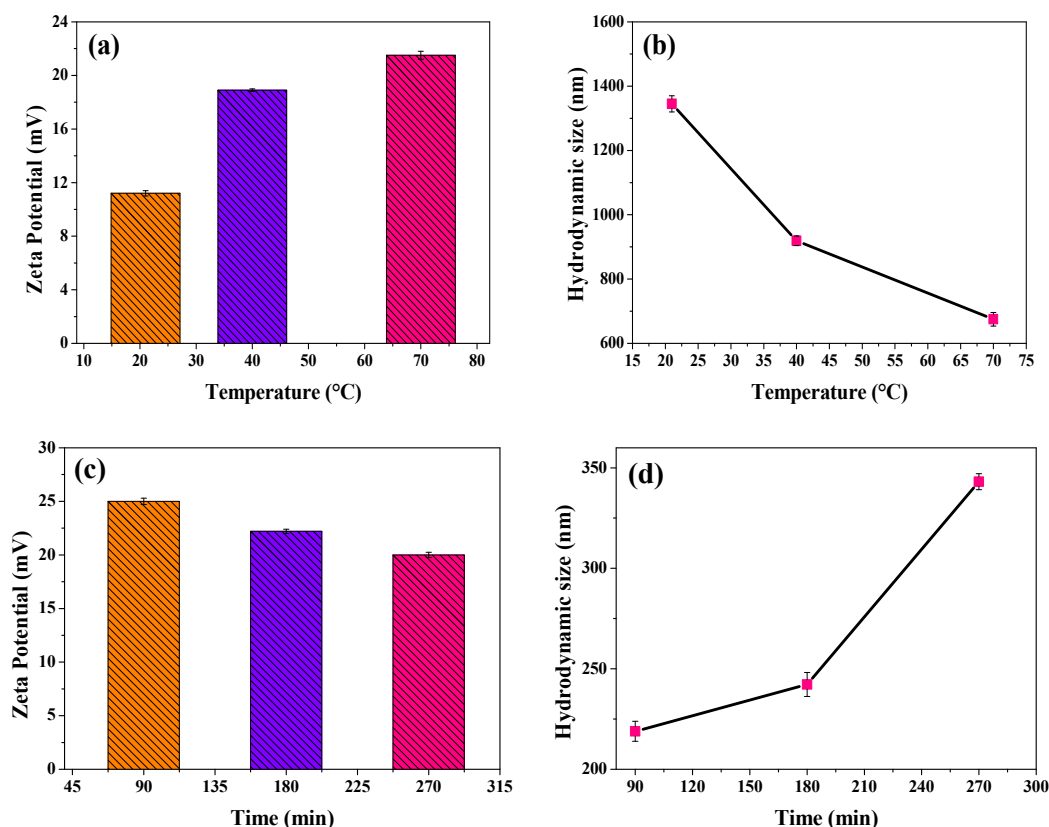 (a)
Zeta Potential (mV)
24
20
16
12
8
4
0
10 20 30 40 50 60 70 80
Temperature (°C)
(b)
Hydrodynamic size (nm)
1600
1400
1200
1000
800
600
15 20 25 30 35 40 45 50 55 60 65 70 75
Temperature (°C)
(c)
Zeta Potential (mV)
30
25
20
15
10
5
0
45 90 135 180 225 270 315
Time (min)
(d)
Hydrodynamic size (nm)
350
300
250
200
90 120 150 180 210 240 270 300
Time (min)